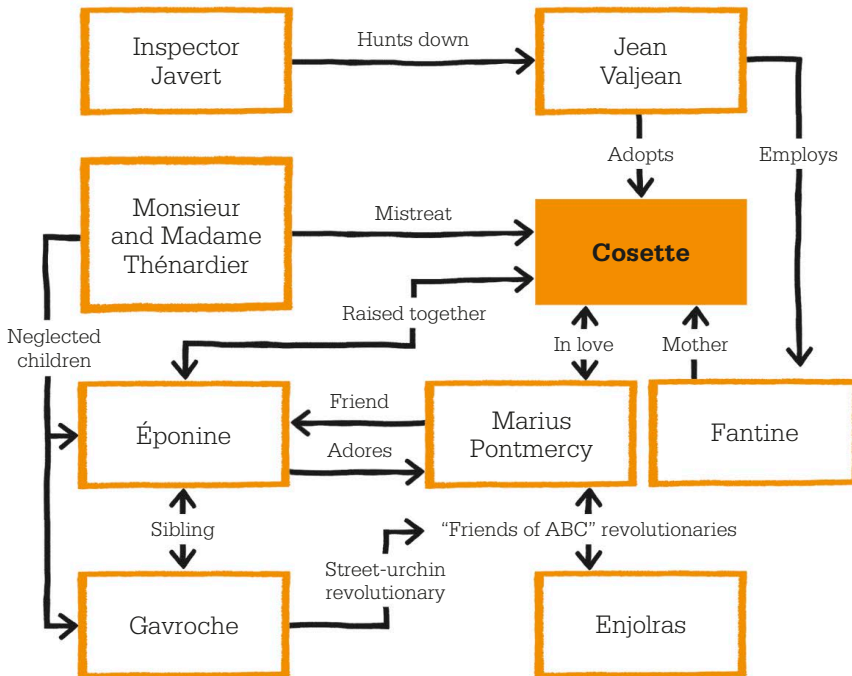 Inspector
Javert
Hunts down
Jean
Valjean
Adopts
Employs
Monsieur
and Madame
Thénardier
Mistreat
Cosette
Raised together
Neglected
children
In love
Mother
Éponine
Friend
Adores
Marius
Pontmercy
Fantine
Sibling
“Friends of ABC” revolutionaries
Street-urchin
revolutionary
Gavroche
Enjolras